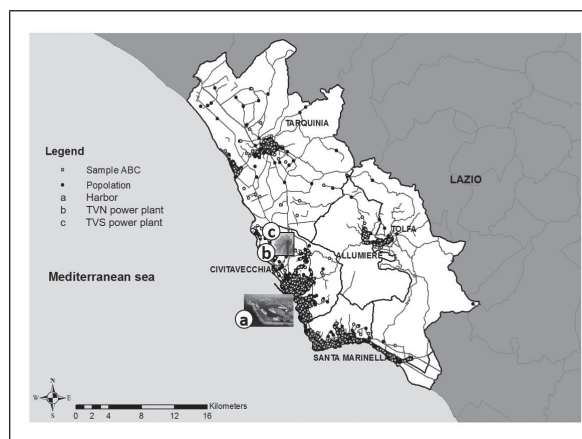 TARQUINIA
Legend
Sample ABC
Popolation
a Harbor
b TVN power plant
c TVS power plant
LAZIO
TOLFA
c
b
ALLUMIERE
CIVITAVECCHIA
Mediterranean sea
a
SANTA MARINELLA
N
W E
S
Kilometers
0 2 4 8 12 16